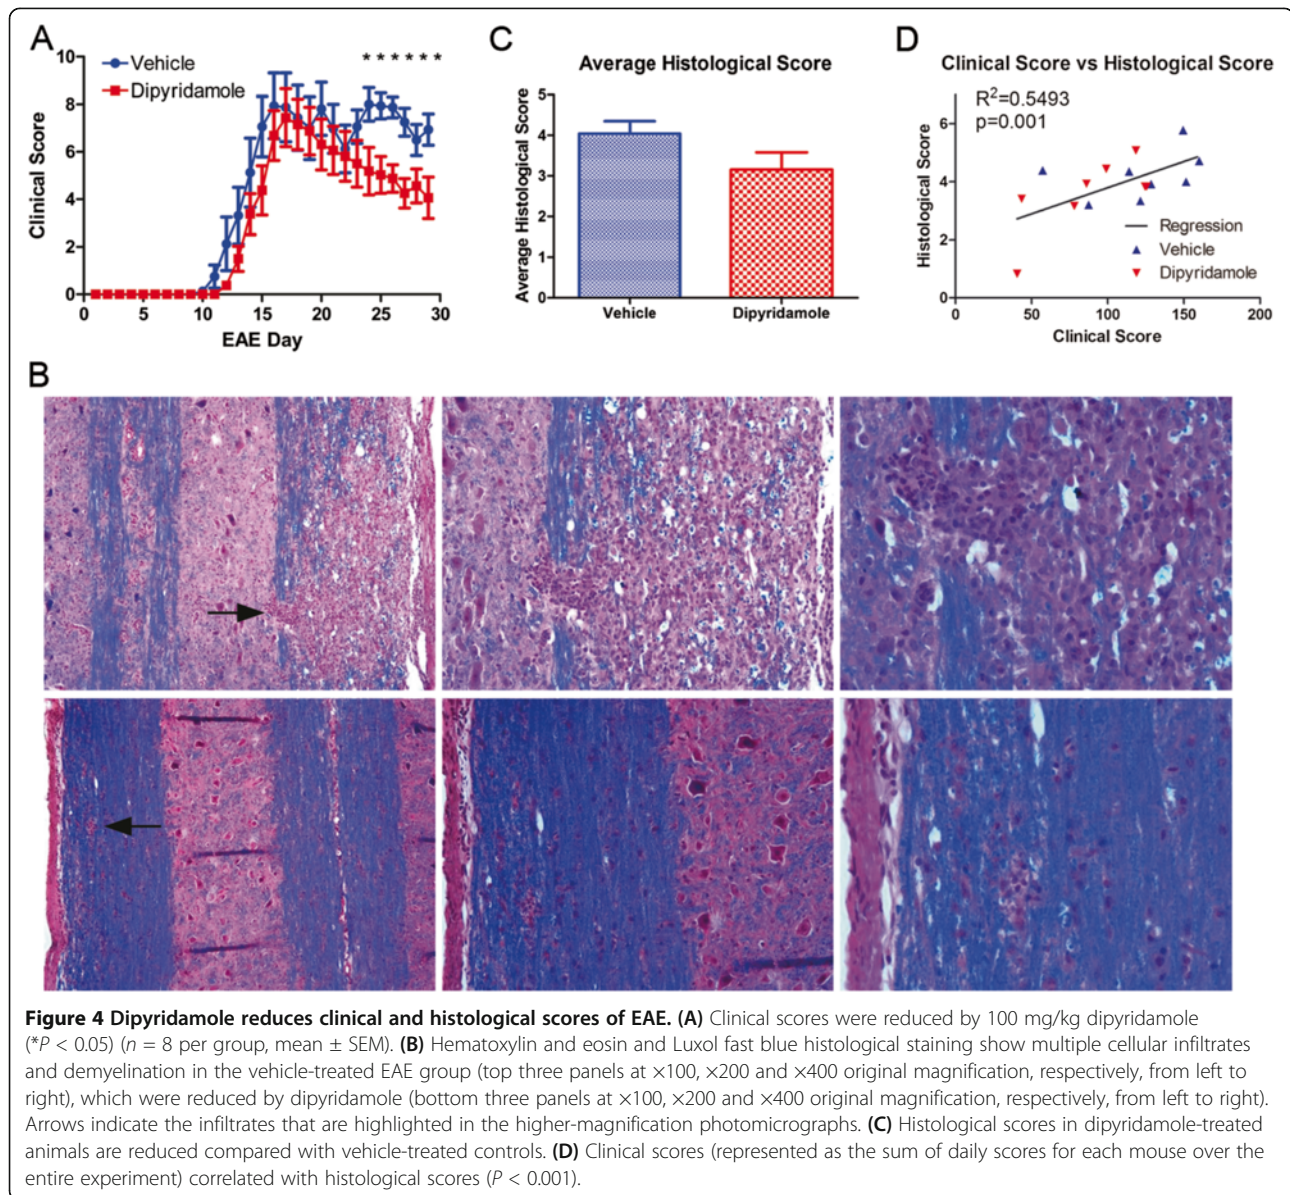 A
Vehicle
Dipyridamole
* * * * * * *
Clinical Score
10
8
6
4
2
0
0 5 10 15 20 25 30
EAE Day
C
Average Histological Score
Average Histological Score
5
4
3
2
1
0
Vehicle Dipyridamole
D
Clinical Score vs Histological Score
R²=0.5493
p=0.001
Histological Score
6
4
2
0
Regression
Vehicle
Dipyridamole
0 50 100 150 200
Clinical Score
B
Figure 4 Dipyridamole reduces clinical and histological scores of EAE. (A) Clinical scores were reduced by 100 mg/kg dipyridamole
(*P < 0.05) (n = 8 per group, mean ± SEM). (B) Hematoxylin and eosin and Luxol fast blue histological staining show multiple cellular infiltrates
and demyelination in the vehicle-treated EAE group (top three panels at ×100, ×200 and ×400 original magnification, respectively, from left to
right), which were reduced by dipyridamole (bottom three panels at ×100, ×200 and ×400 original magnification, respectively, from left to right).
Arrows indicate the infiltrates that are highlighted in the higher-magnification photomicrographs. (C) Histological scores in dipyridamole-treated
animals are reduced compared with vehicle-treated controls. (D) Clinical scores (represented as the sum of daily scores for each mouse over the
entire experiment) correlated with histological scores (P < 0.001).